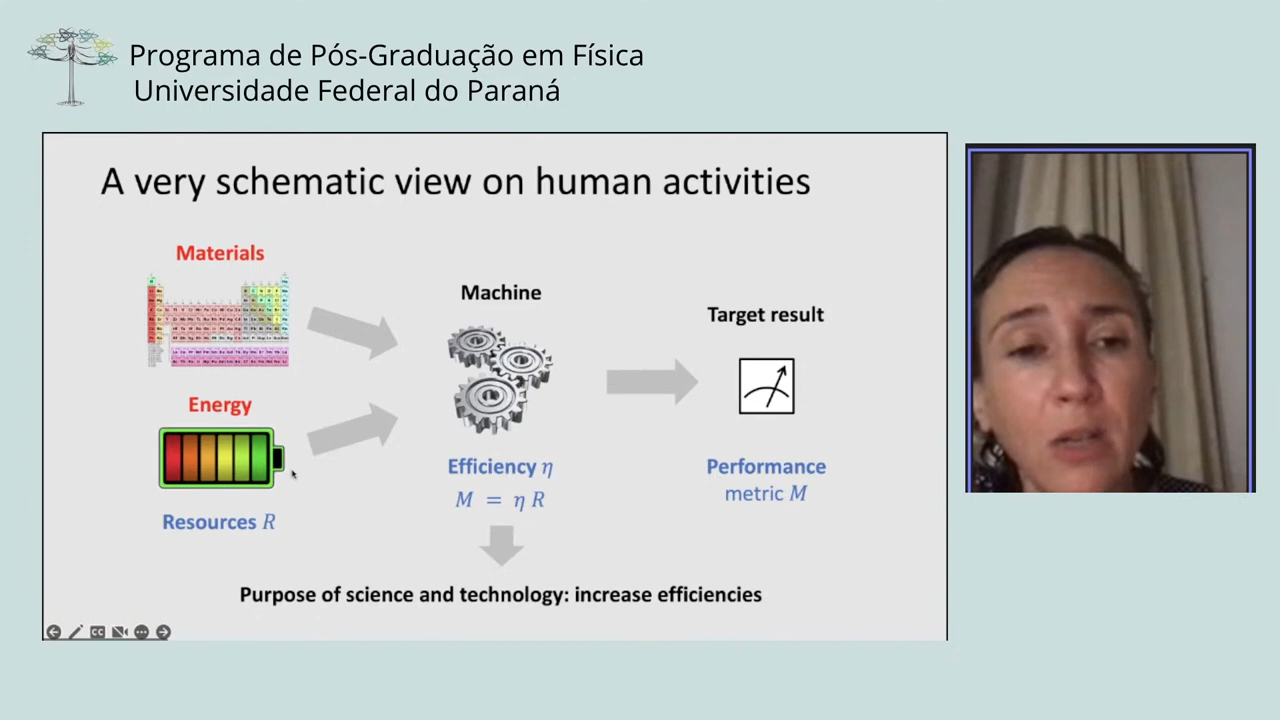 Programa de Pós-Graduação em Física
Universidade Federal do Paraná
A very schematic view on human activities
Materials
Energy
Resources R
Machine
Efficiency η
M = η R
Target result
Performance
metric M
Purpose of science and technology: increase efficiencies
CC